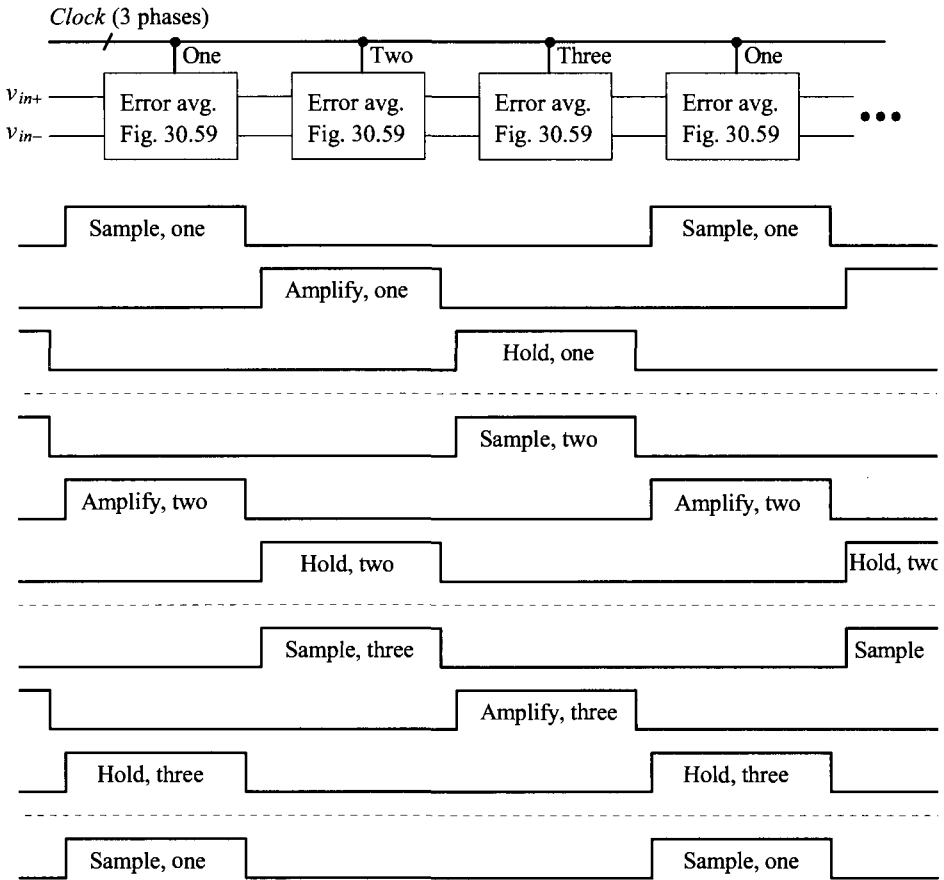 Clock (3 phases)
One Two Three One
vin+ Error avg. Error avg. Error avg. Error avg.
vin− Fig. 30.59 Fig. 30.59 Fig. 30.59 Fig. 30.59
Sample, one Sample, one
Amplify, one
Hold, one
Sample, two
Amplify, two Amplify, two
Hold, two Hold, two
Sample, three Sample
Amplify, three
Hold, three Hold, three
Sample, one Sample, one